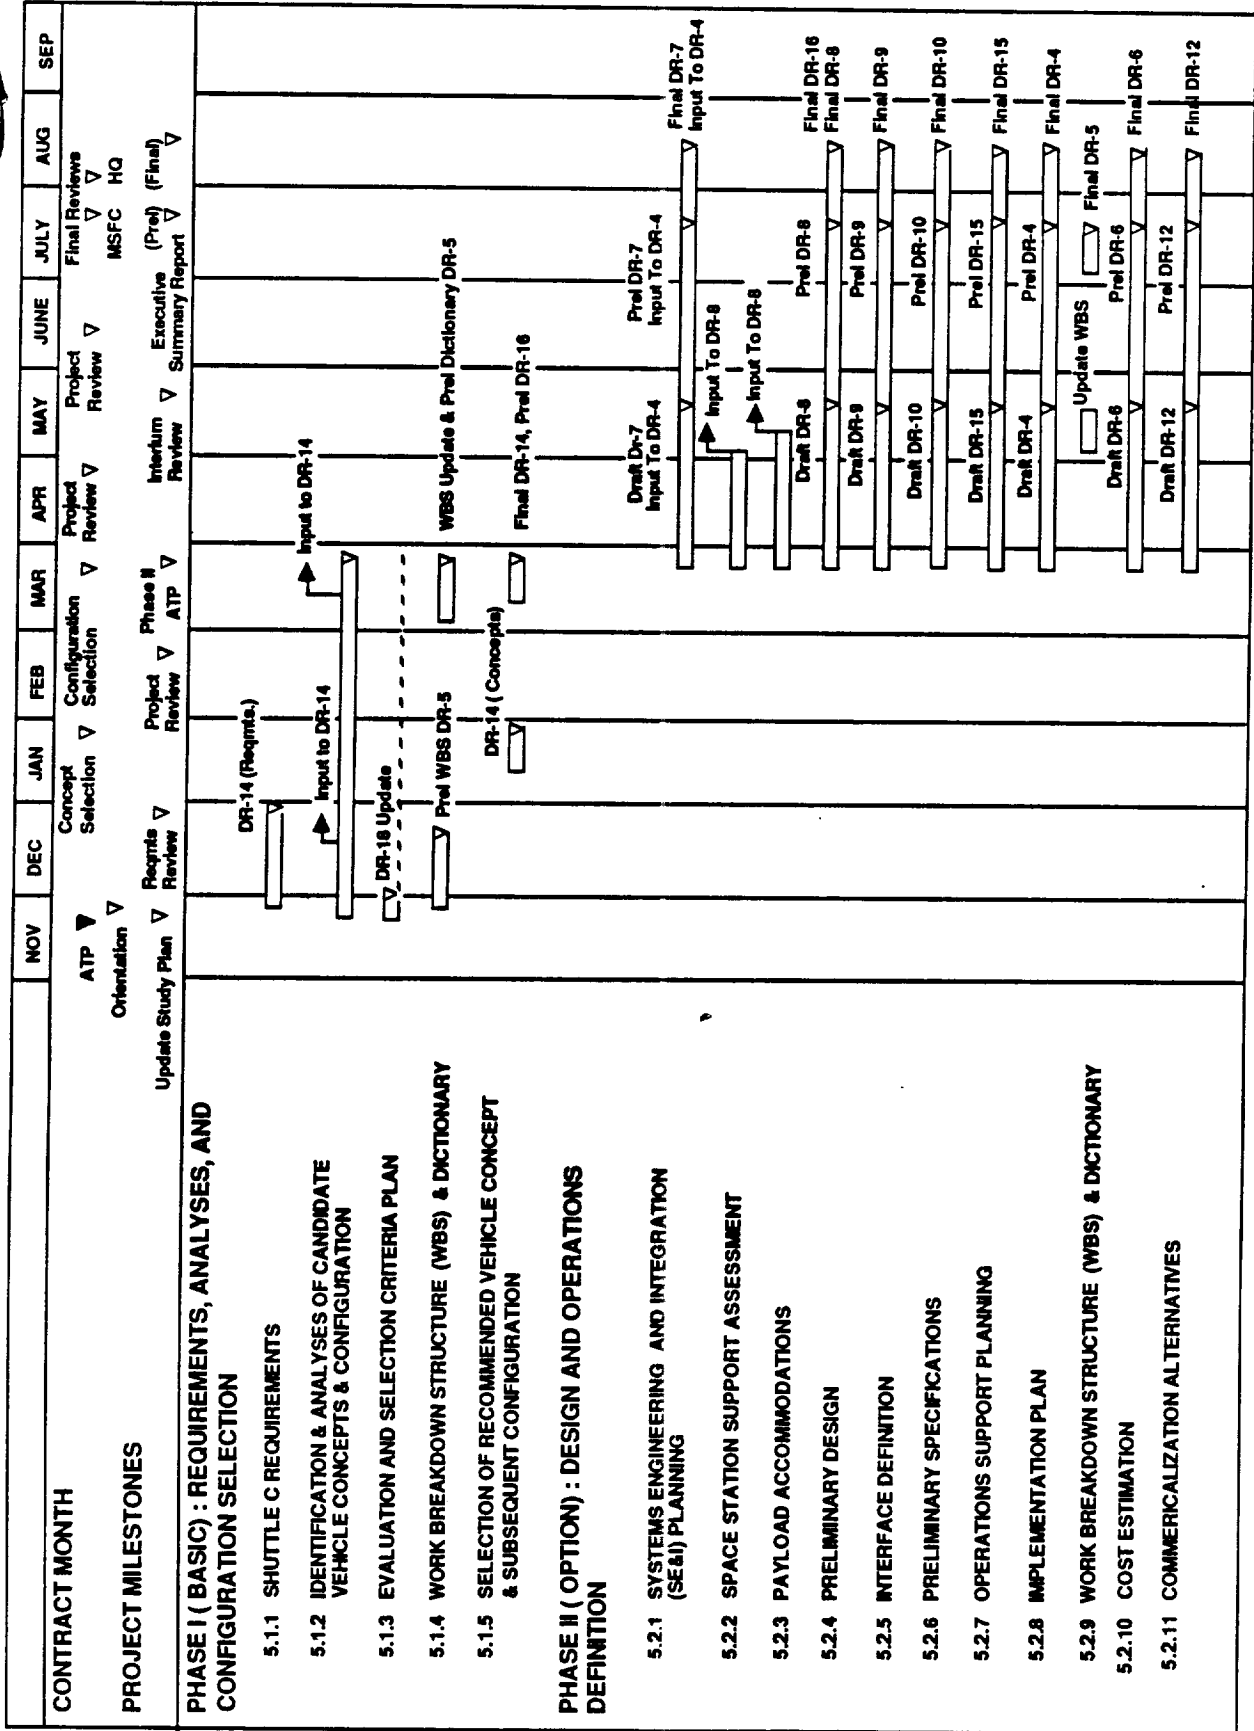 CONTRACT MONTH
NOV DEC JAN FEB MAR APR MAY JUNE JULY AUG SEP
PROJECT MILESTONES
ATP
Orientation
Update Study Plan
Reqmts
Review
Concept
Selection
Project
Review
Configuration
Selection
Phase II
ATP
Project
Review
Interium
Review
Project
Review
Executive
Summary Report
(Prel) (Final)
Final Reviews
MSFC HQ
PHASE I ( BASIC) : REQUIREMENTS, ANALYSES, AND
CONFIGURATION SELECTION
5.1.1 SHUTTLE C REQUIREMENTS
DR-14 (Reqmts.)
5.1.2 IDENTIFICATION & ANALYSES OF CANDIDATE
VEHICLE CONCEPTS & CONFIGURATION
Input to DR-14
Input to DR-14
5.1.3 EVALUATION AND SELECTION CRITERIA PLAN
DR-18 Update
5.1.4 WORK BREAKDOWN STRUCTURE (WBS) & DICTIONARY
Prel WBS DR-5
WBS Update & Prel Dictionary DR-5
5.1.5 SELECTION OF RECOMMENDED VEHICLE CONCEPT
& SUBSEQUENT CONFIGURATION
DR-14 ( Concepts)
Final DR-14, Prel DR-16
PHASE II ( OPTION) : DESIGN AND OPERATIONS
DEFINITION
5.2.1 SYSTEMS ENGINEERING AND INTEGRATION
(SE&I) PLANNING
Draft Dr-7
Input To DR-4
Prel DR-7
Input To DR-4
Final DR-7
Input To DR-4
5.2.2 SPACE STATION SUPPORT ASSESSMENT
Input To DR-8
5.2.3 PAYLOAD ACCOMMODATIONS
Input To DR-8
5.2.4 PRELIMINARY DESIGN
Draft DR-8
Prel DR-8
Final DR-16
Final DR-8
5.2.5 INTERFACE DEFINITION
Draft DR-9
Prel DR-9
Final DR-9
5.2.6 PRELIMINARY SPECIFICATIONS
Draft DR-10
Prel DR-10
Final DR-10
5.2.7 OPERATIONS SUPPORT PLANNING
Draft DR-15
Prel DR-15
Final DR-15
5.2.8 IMPLEMENTATION PLAN
Draft DR-4
Prel DR-4
Final DR-4
5.2.9 WORK BREAKDOWN STRUCTURE (WBS) & DICTIONARY
Update WBS
Final DR-5
5.2.10 COST ESTIMATION
Draft DR-6
Prel DR-6
Final DR-6
5.2.11 COMMERICALIZATION ALTERNATIVES
Draft DR-12
Prel DR-12
Final DR-12